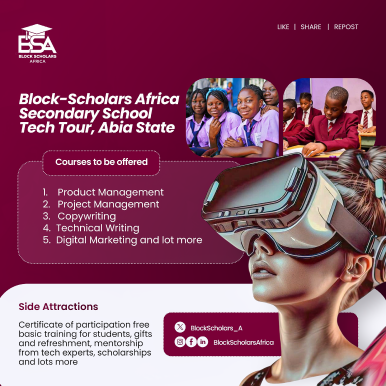 BSA
BLOCK SCHOLARS
AFRICA
LIKE | SHARE | REPOST
Block-Scholars Africa
Secondary School
Tech Tour, Abia State
Courses to be offered
1. Product Management
2. Project Management
3. Copywriting
4. Technical Writing
5. Digital Marketing and lot more
Side Attractions
Certificate of participation free
basic training for students, gifts
and refreshment, mentorship
from tech experts, scholarships
and lots more
BlockScholars_A
BlockScholarsAfrica